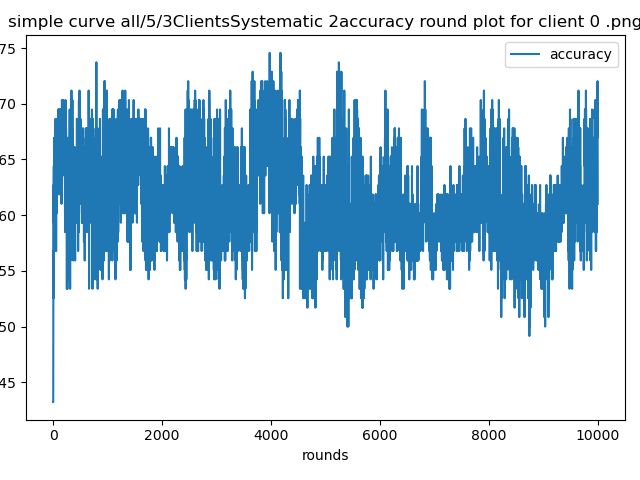 simple curve all/5/3ClientsSystematic 2accuracy round plot for client 0 .png
accuracy
75
70
65
60
55
50
45
0 2000 4000 6000 8000 10000
rounds